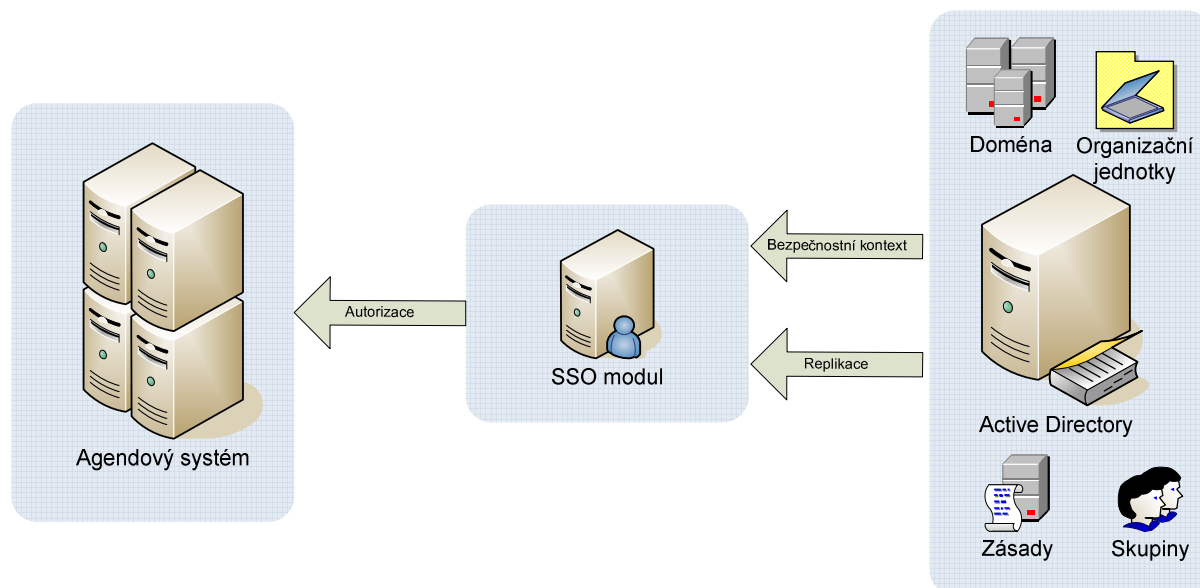 Doména
Organizační
jednotky
Bezpečnostní kontext
Autorizace
Replikace
SSO modul
Active Directory
Agendový systém
Zásady
Skupiny